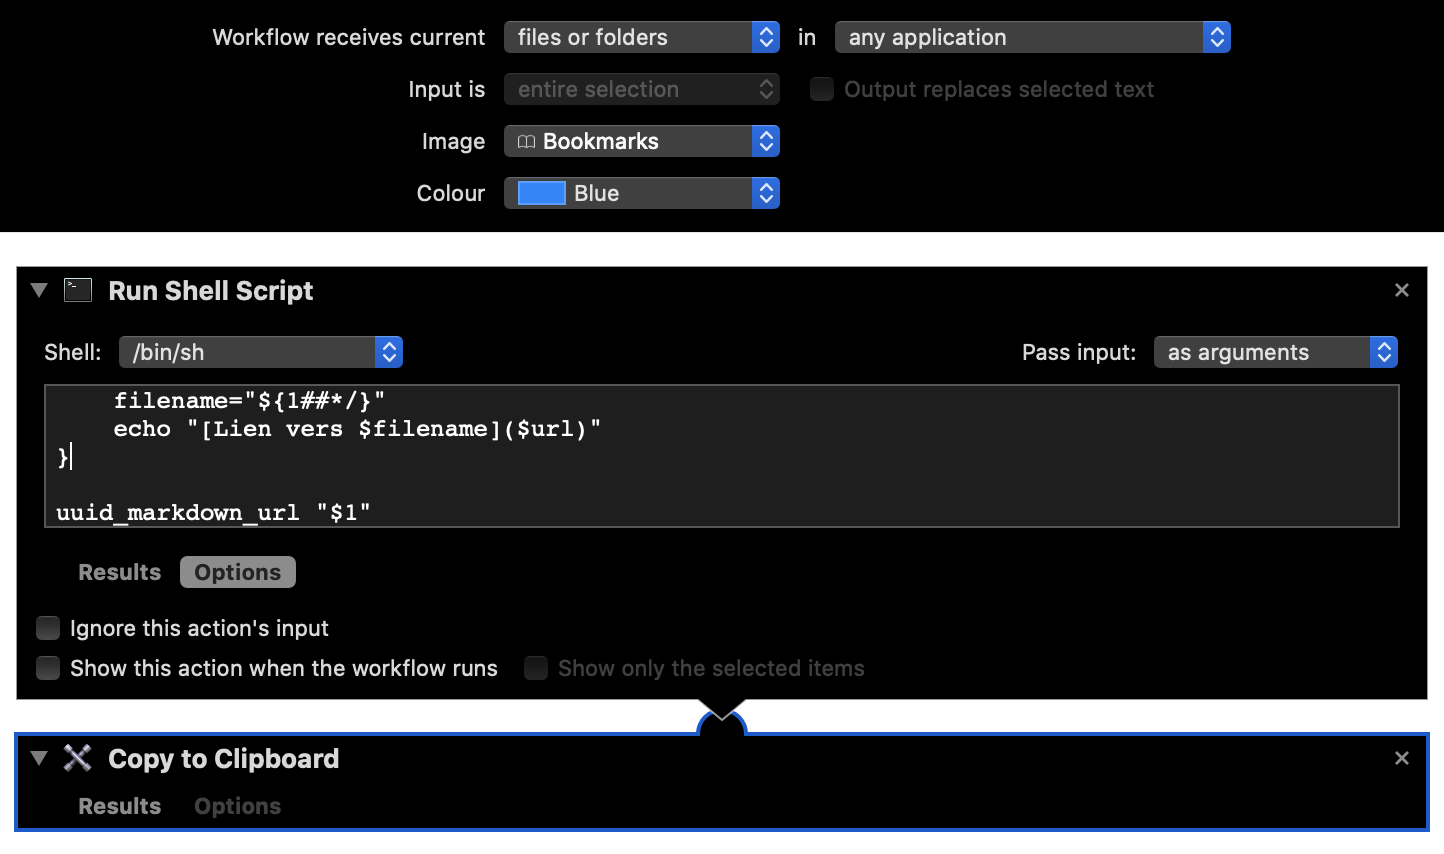 Workflow receives current files or folders in any application
Input is entire selection Output replaces selected text
Image Bookmarks
Colour Blue
Run Shell Script
Shell: /bin/sh Pass input: as arguments
filename="${1##*/}"
echo "[Lien vers $filename]($url)"
}
uuid_markdown_url "$1"
Results Options
Ignore this action's input
Show this action when the workflow runs Show only the selected items
Copy to Clipboard
Results Options